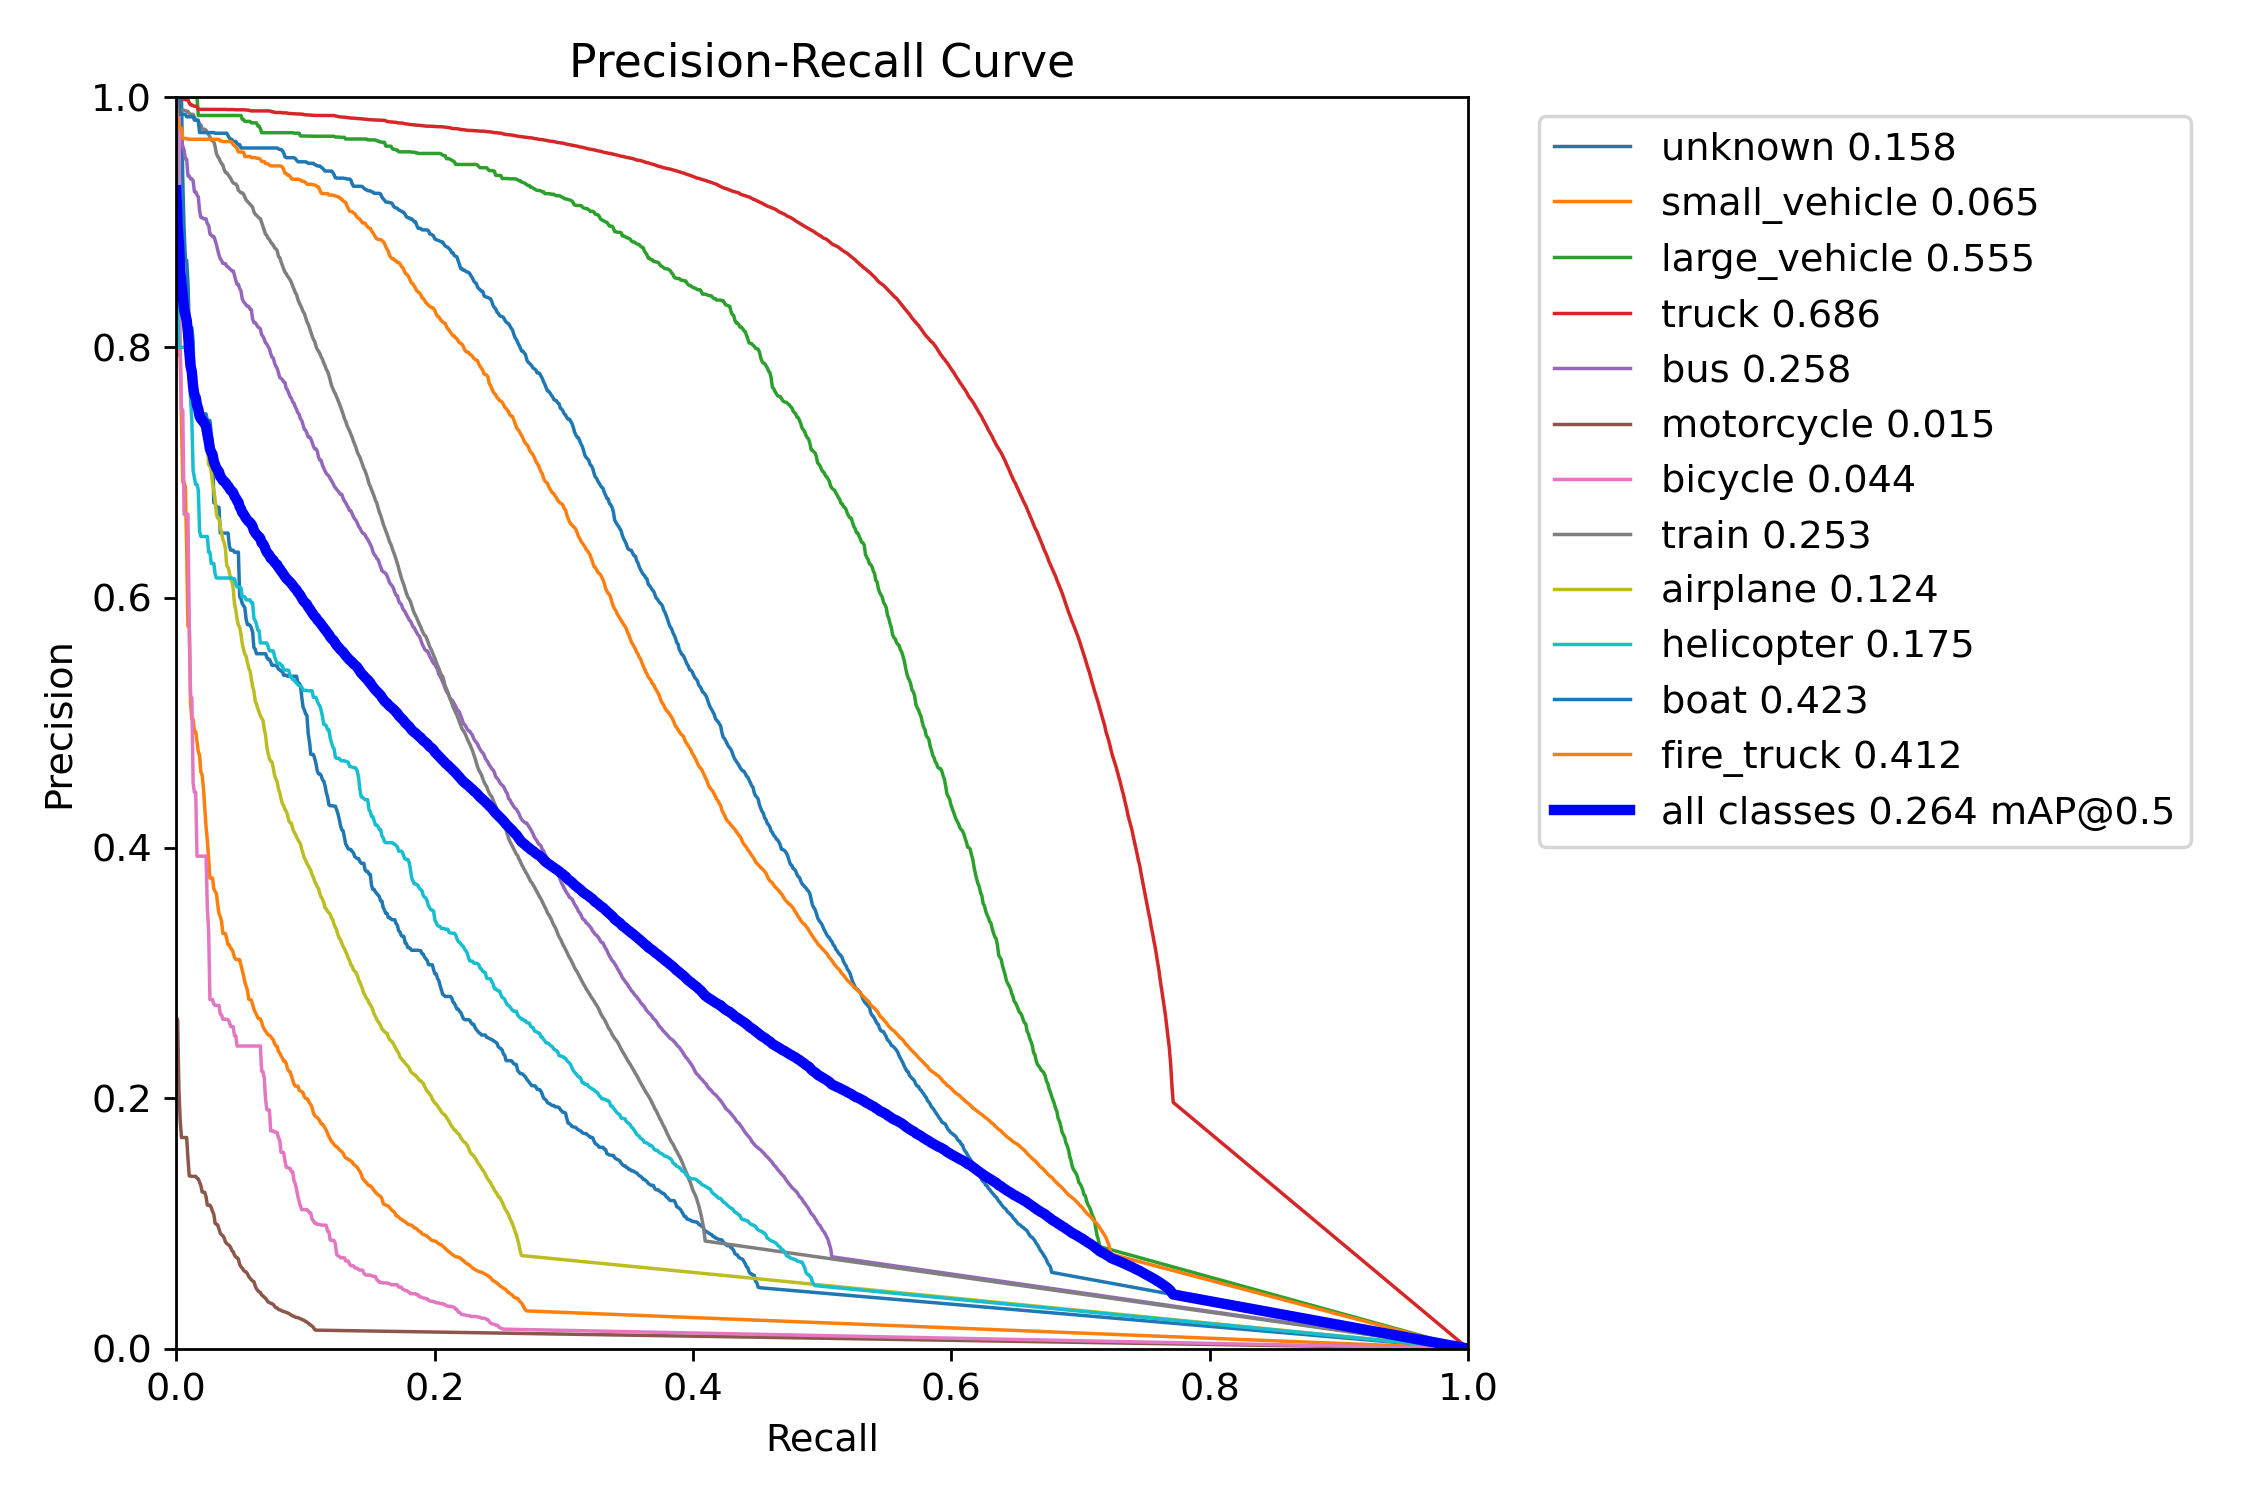 Precision-Recall Curve
1.0
0.8
0.6
0.4
0.2
0.0
Precision
0.0 0.2 0.4 0.6 0.8 1.0
Recall
unknown 0.158
small_vehicle 0.065
large_vehicle 0.555
truck 0.686
bus 0.258
motorcycle 0.015
bicycle 0.044
train 0.253
airplane 0.124
helicopter 0.175
boat 0.423
fire_truck 0.412
all classes 0.264 mAP@0.5